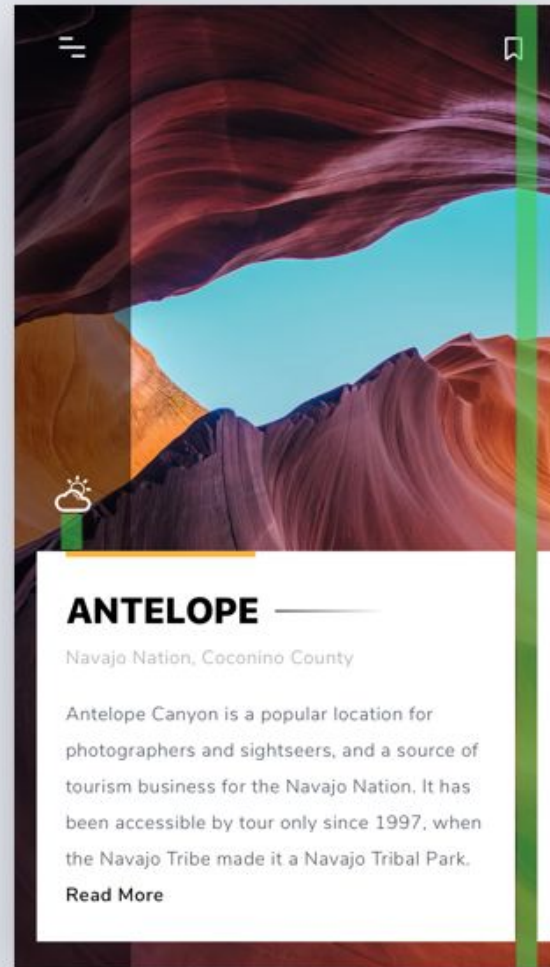 ANTELOPE
Navajo Nation, Coconino County
Antelope Canyon is a popular location for
photographers and sightseers, and a source of
tourism business for the Navajo Nation. It has
been accessible by tour only since 1997, when
the Navajo Tribe made it a Navajo Tribal Park.
Read More